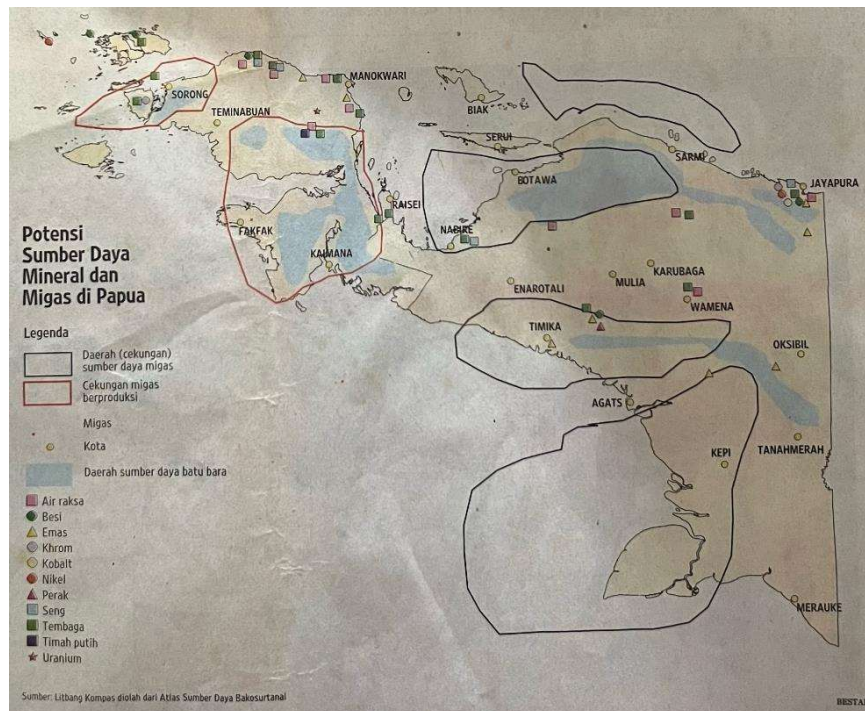 Potensi
Sumber Daya
Mineral dan
Migas di Papua
Legenda
Daerah (cekungan)
sumber daya migas
Cekungan migas
berproduksi
Migas
Kota
Daerah sumber daya batu bara
Air raksa
Besi
Emas
Khrom
Kobalt
Nikel
Perak
Seng
Tembaga
Timah putih
Uranium
SORONG
TEMINABUAN
MANOKWARI
BIAK
SERUI
SARMI
JAYAPURA
BOTAWA
RAISEI
FAKFAK
KAIMANA
NABIRE
ENAROTALI
MULIA
KARUBAGA
WAMENA
TIMIKA
OKSIBIL
AGATS
KEPI
TANAHMERAH
MERAUKE
Sumber: Litbang Kompas diolah dari Atlas Sumber Daya Bakosurtanal
BESTAR